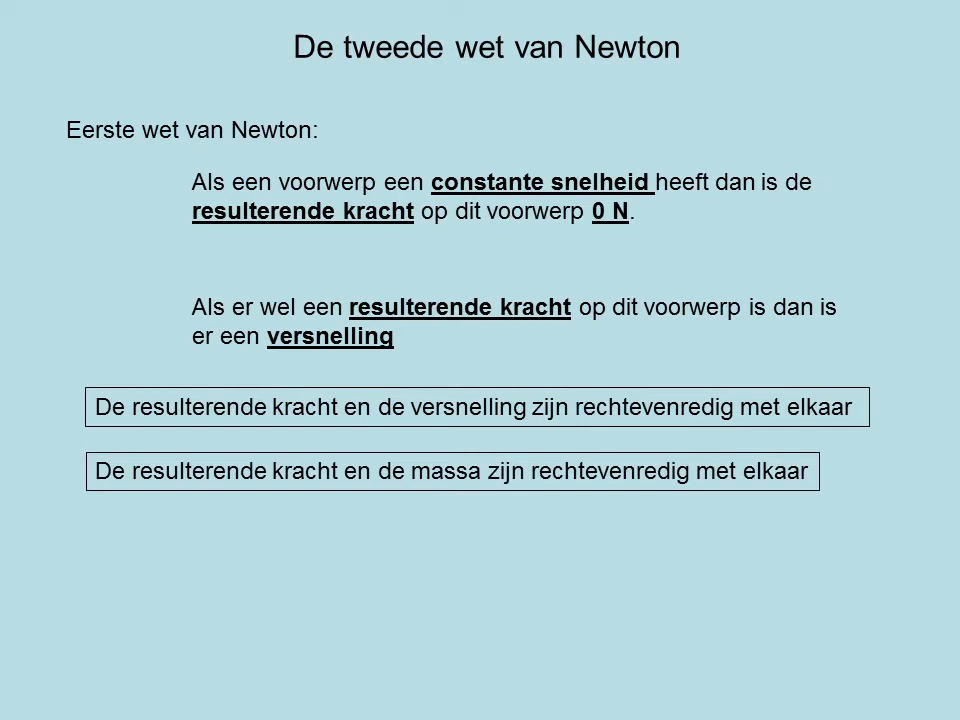 De tweede wet van Newton
Eerste wet van Newton:
Als een voorwerp een constante snelheid heeft dan is de
resulterende kracht op dit voorwerp 0 N.
Als er wel een resulterende kracht op dit voorwerp is dan is
er een versnelling
De resulterende kracht en de versnelling zijn rechtevenredig met elkaar
De resulterende kracht en de massa zijn rechtevenredig met elkaar